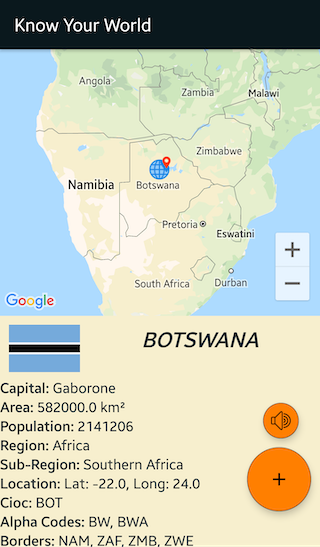 Know Your World
Angola
Zambia
Malawi
Zimbabwe
Namibia
Botswana
Pretoria
Eswatini
South Africa
Durban
+
−
Google
BOTSWANA
Capital: Gaborone
Area: 582000.0 km²
Population: 2141206
Region: Africa
Sub-Region: Southern Africa
Location: Lat: -22.0, Long: 24.0
+
Cioc: BOT
Alpha Codes: BW, BWA
Borders: NAM, ZAF, ZMB, ZWE